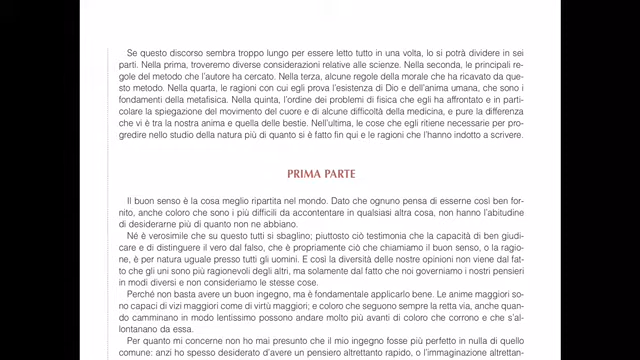 Se questo discorso sembra troppo lungo per essere letto tutto in una volta, lo si potrà dividere in sei
parti. Nella prima, troveremo diverse considerazioni relative alle scienze. Nella seconda, le principali re-
gole del metodo che l'autore ha cercato. Nella terza, alcune regole della morale che ha ricavato da que-
sto metodo. Nella quarta, le ragioni con cui egli prova l'esistenza di Dio e dell'anima umana, che sono i
fondamenti della metafisica. Nella quinta, l'ordine dei problemi di fisica che egli ha affrontato e in parti-
colare la spiegazione del movimento del cuore e di alcune difficoltà della medicina, e pure la differenza
che vi è tra la nostra anima e quella delle bestie. Nell'ultima, le cose che egli ritiene necessarie per pro-
gredire nello studio della natura più di quanto si è fatto fin qui e le ragioni che l'hanno indotto a scrivere.
PRIMA PARTE
Il buon senso è la cosa meglio ripartita nel mondo. Dato che ognuno pensa di esserne così ben for-
nito, anche coloro che sono i più difficili da accontentare in qualsiasi altra cosa, non hanno l'abitudine
di desiderarne più di quanto non ne abbiano.
Né è verosimile che su questo tutti si sbaglino; piuttosto ciò testimonia che la capacità di ben giudi-
care e di distinguere il vero dal falso, che è propriamente ciò che chiamiamo il buon senso, o la ragio-
ne, è per natura uguale presso tutti gli uomini. E così la diversità delle nostre opinioni non viene dal fat-
to che gli uni sono più ragionevoli degli altri, ma solamente dal fatto che noi governiamo i nostri pensieri
in modi diversi e non consideriamo le stesse cose.
Perché non basta avere un buon ingegno, ma è fondamentale applicarlo bene. Le anime maggiori so-
no capaci di vizi maggiori come di virtù maggiori; e coloro che seguono sempre la retta via, anche quan-
do camminano in modo lentissimo possono andare molto più avanti di coloro che corrono e che s'al-
lontanano da essa.
Per quanto mi concerne non ho mai presunto che il mio ingegno fosse più perfetto in nulla di quello
comune: anzi ho spesso desiderato d'avere un pensiero altrettanto rapido, o l'immaginazione altrettan-